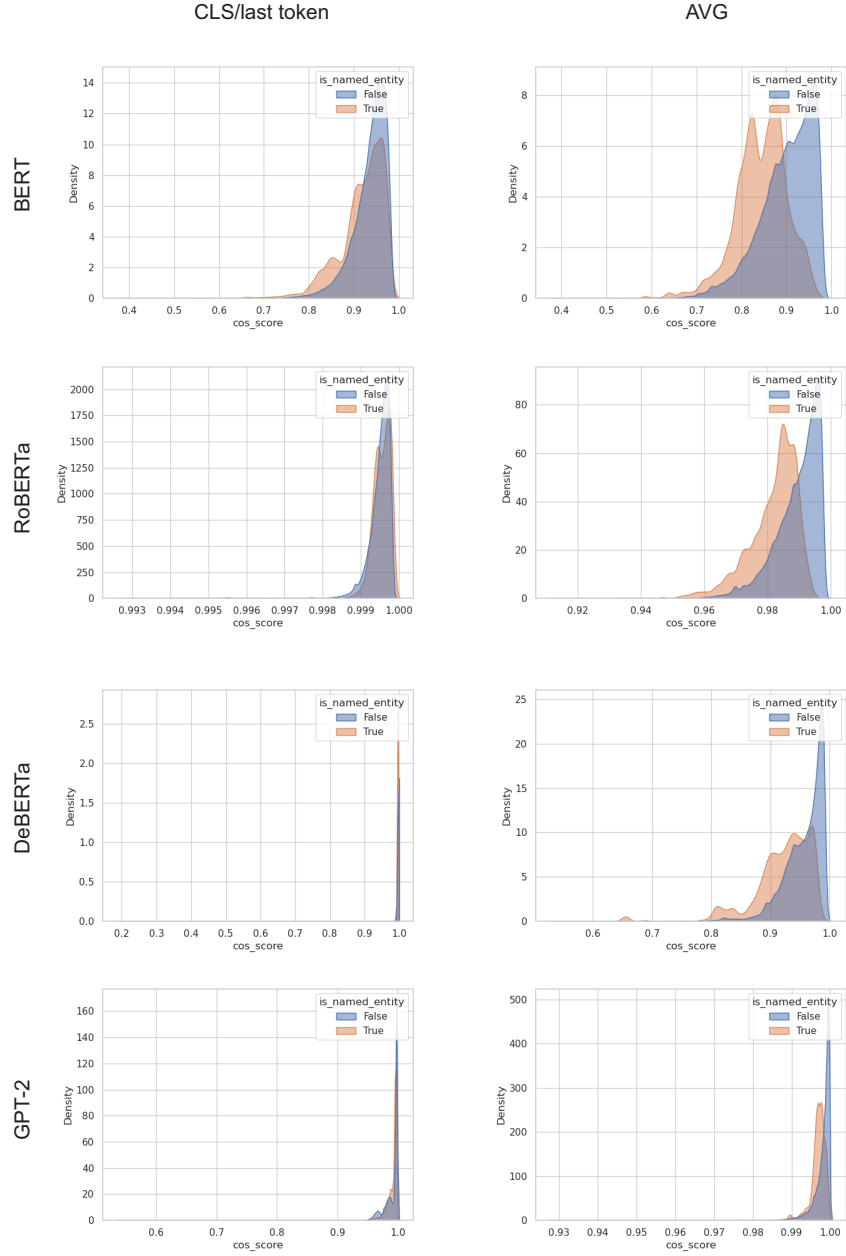 CLS/last token
AVG
BERT
Density
14
12
10
8
6
4
2
0
is_named_entity
False
True
0.4 0.5 0.6 0.7 0.8 0.9 1.0
cos_score
Density
8
6
4
2
0
is_named_entity
False
True
0.4 0.5 0.6 0.7 0.8 0.9 1.0
cos_score
RoBERTa
Density
2000
1750
1500
1250
1000
750
500
250
0
is_named_entity
False
True
0.993 0.994 0.995 0.996 0.997 0.998 0.999 1.000
cos_score
Density
80
60
40
20
0
is_named_entity
False
True
0.92 0.94 0.96 0.98 1.00
cos_score
DeBERTa
Density
2.5
2.0
1.5
1.0
0.5
0.0
is_named_entity
False
True
0.2 0.3 0.4 0.5 0.6 0.7 0.8 0.9 1.0
cos_score
Density
25
20
15
10
5
0
is_named_entity
False
True
0.6 0.7 0.8 0.9 1.0
cos_score
GPT-2
Density
160
140
120
100
80
60
40
20
0
is_named_entity
False
True
0.6 0.7 0.8 0.9 1.0
cos_score
Density
500
400
300
200
100
0
is_named_entity
False
True
0.93 0.94 0.95 0.96 0.97 0.98 0.99 1.00
cos_score